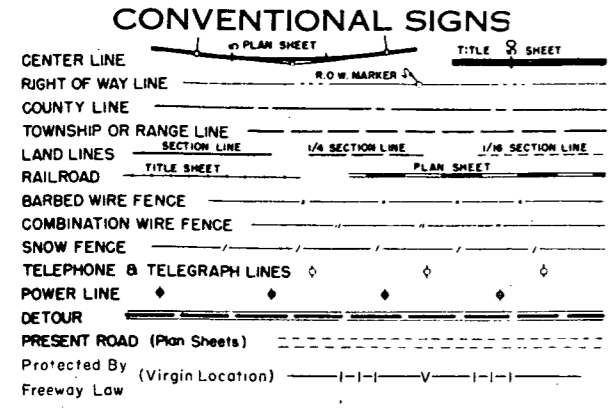 CONVENTIONAL SIGNS
CENTER LINE 5 PLAN SHEET TITLE 90 SHEET
RIGHT OF WAY LINE R.O.W. MARKER
COUNTY LINE
TOWNSHIP OR RANGE LINE
LAND LINES SECTION LINE 1/4 SECTION LINE 1/16 SECTION LINE
RAILROAD TITLE SHEET PLAN SHEET
BARBED WIRE FENCE
COMBINATION WIRE FENCE
SNOW FENCE
TELEPHONE & TELEGRAPH LINES
POWER LINE
DETOUR
PRESENT ROAD (Plan Sheets)
Protected By
Freeway Law (Virgin Location) V